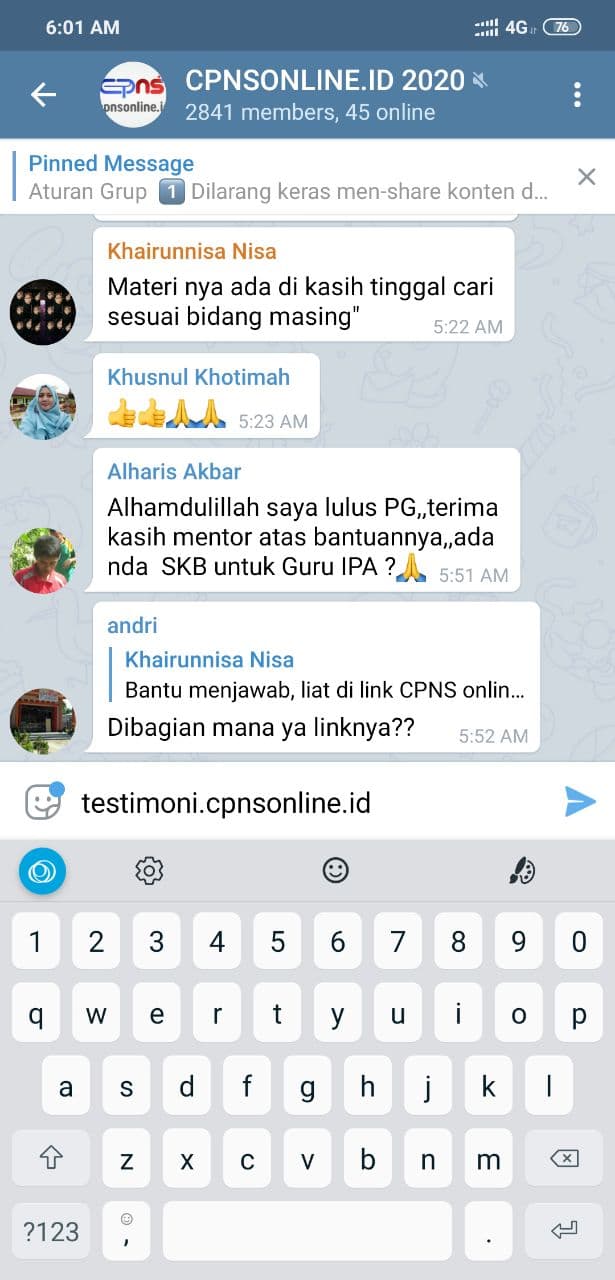 6:01 AM
4G
76
cpns
pnsonline.i
CPNSONLINE.ID 2020
2841 members, 45 online
Pinned Message
Aturan Grup 1️⃣ Dilarang keras men-share konten d...
Khairunnisa Nisa
Materi nya ada di kasih tinggal cari
sesuai bidang masing"
5:22 AM
Khusnul Khotimah
👍👍🙏🙏 5:23 AM
Alharis Akbar
Alhamdulillah saya lulus PG,,terima
kasih mentor atas bantuannya,,ada
nda SKB untuk Guru IPA ?🙏 5:51 AM
andri
Khairunnisa Nisa
Bantu menjawab, liat di link CPNS onlin...
Dibagian mana ya linknya??
5:52 AM
testimoni.cpnsonline.id
1 2 3 4 5 6 7 8 9 0
q w e r t y u i o p
a s d f g h j k l
z x c v b n m
?123 , .